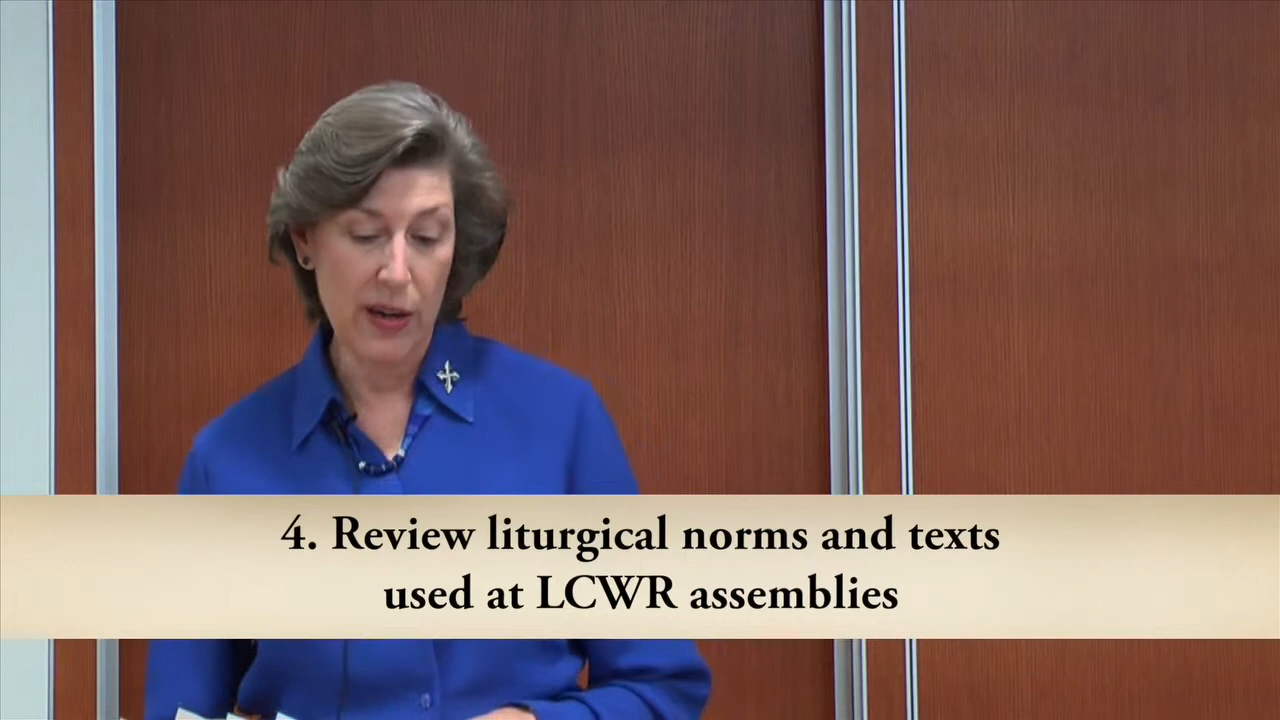 4. Review liturgical norms and texts
used at LCWR assemblies